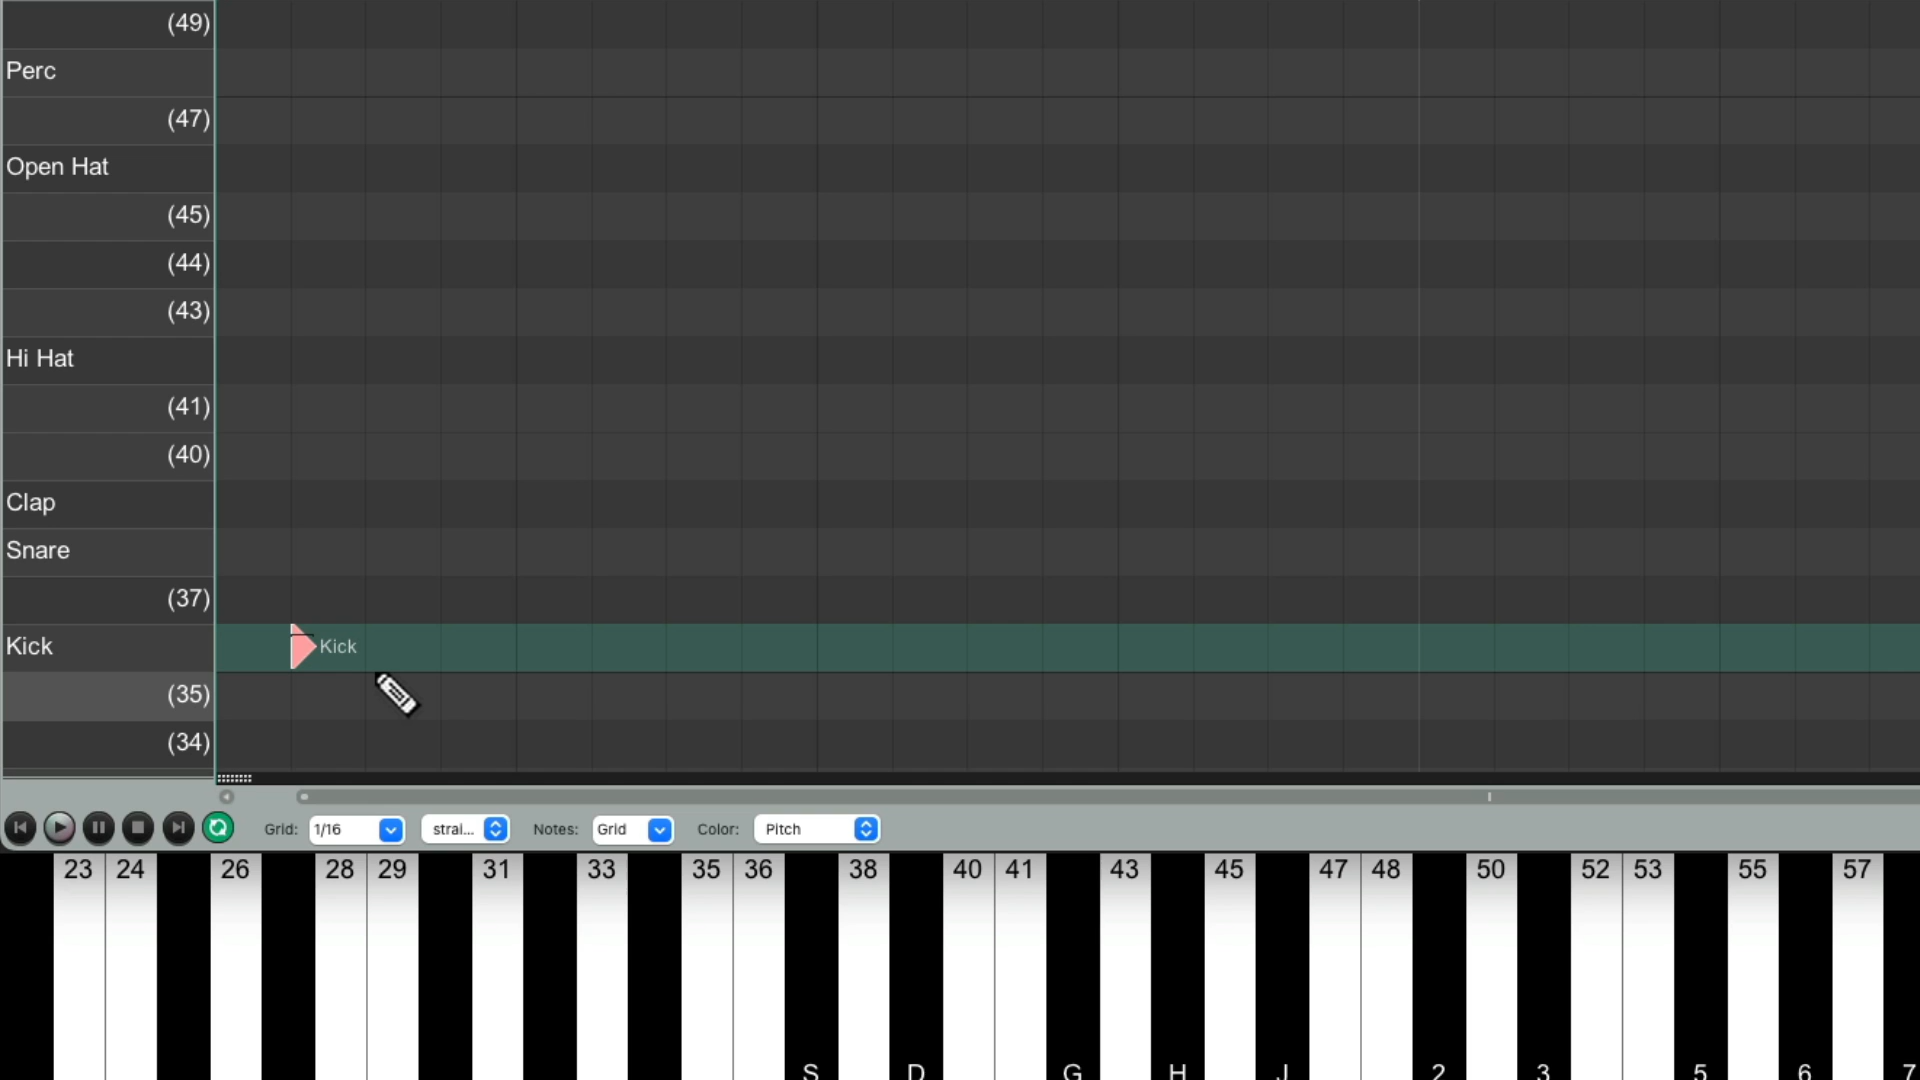 (49)
Perc
(47)
Open Hat
(45)
(44)
(43)
Hi Hat
(41)
(40)
Clap
Snare
(37)
Kick
Kick
(35)
(34)
Grid: 1/16 strai... Notes: Grid Color: Pitch
23 24 26 28 29 31 33 35 36 38 40 41 43 45 47 48 50 52 53 55 57
S D G H J 2 3 5 6 7